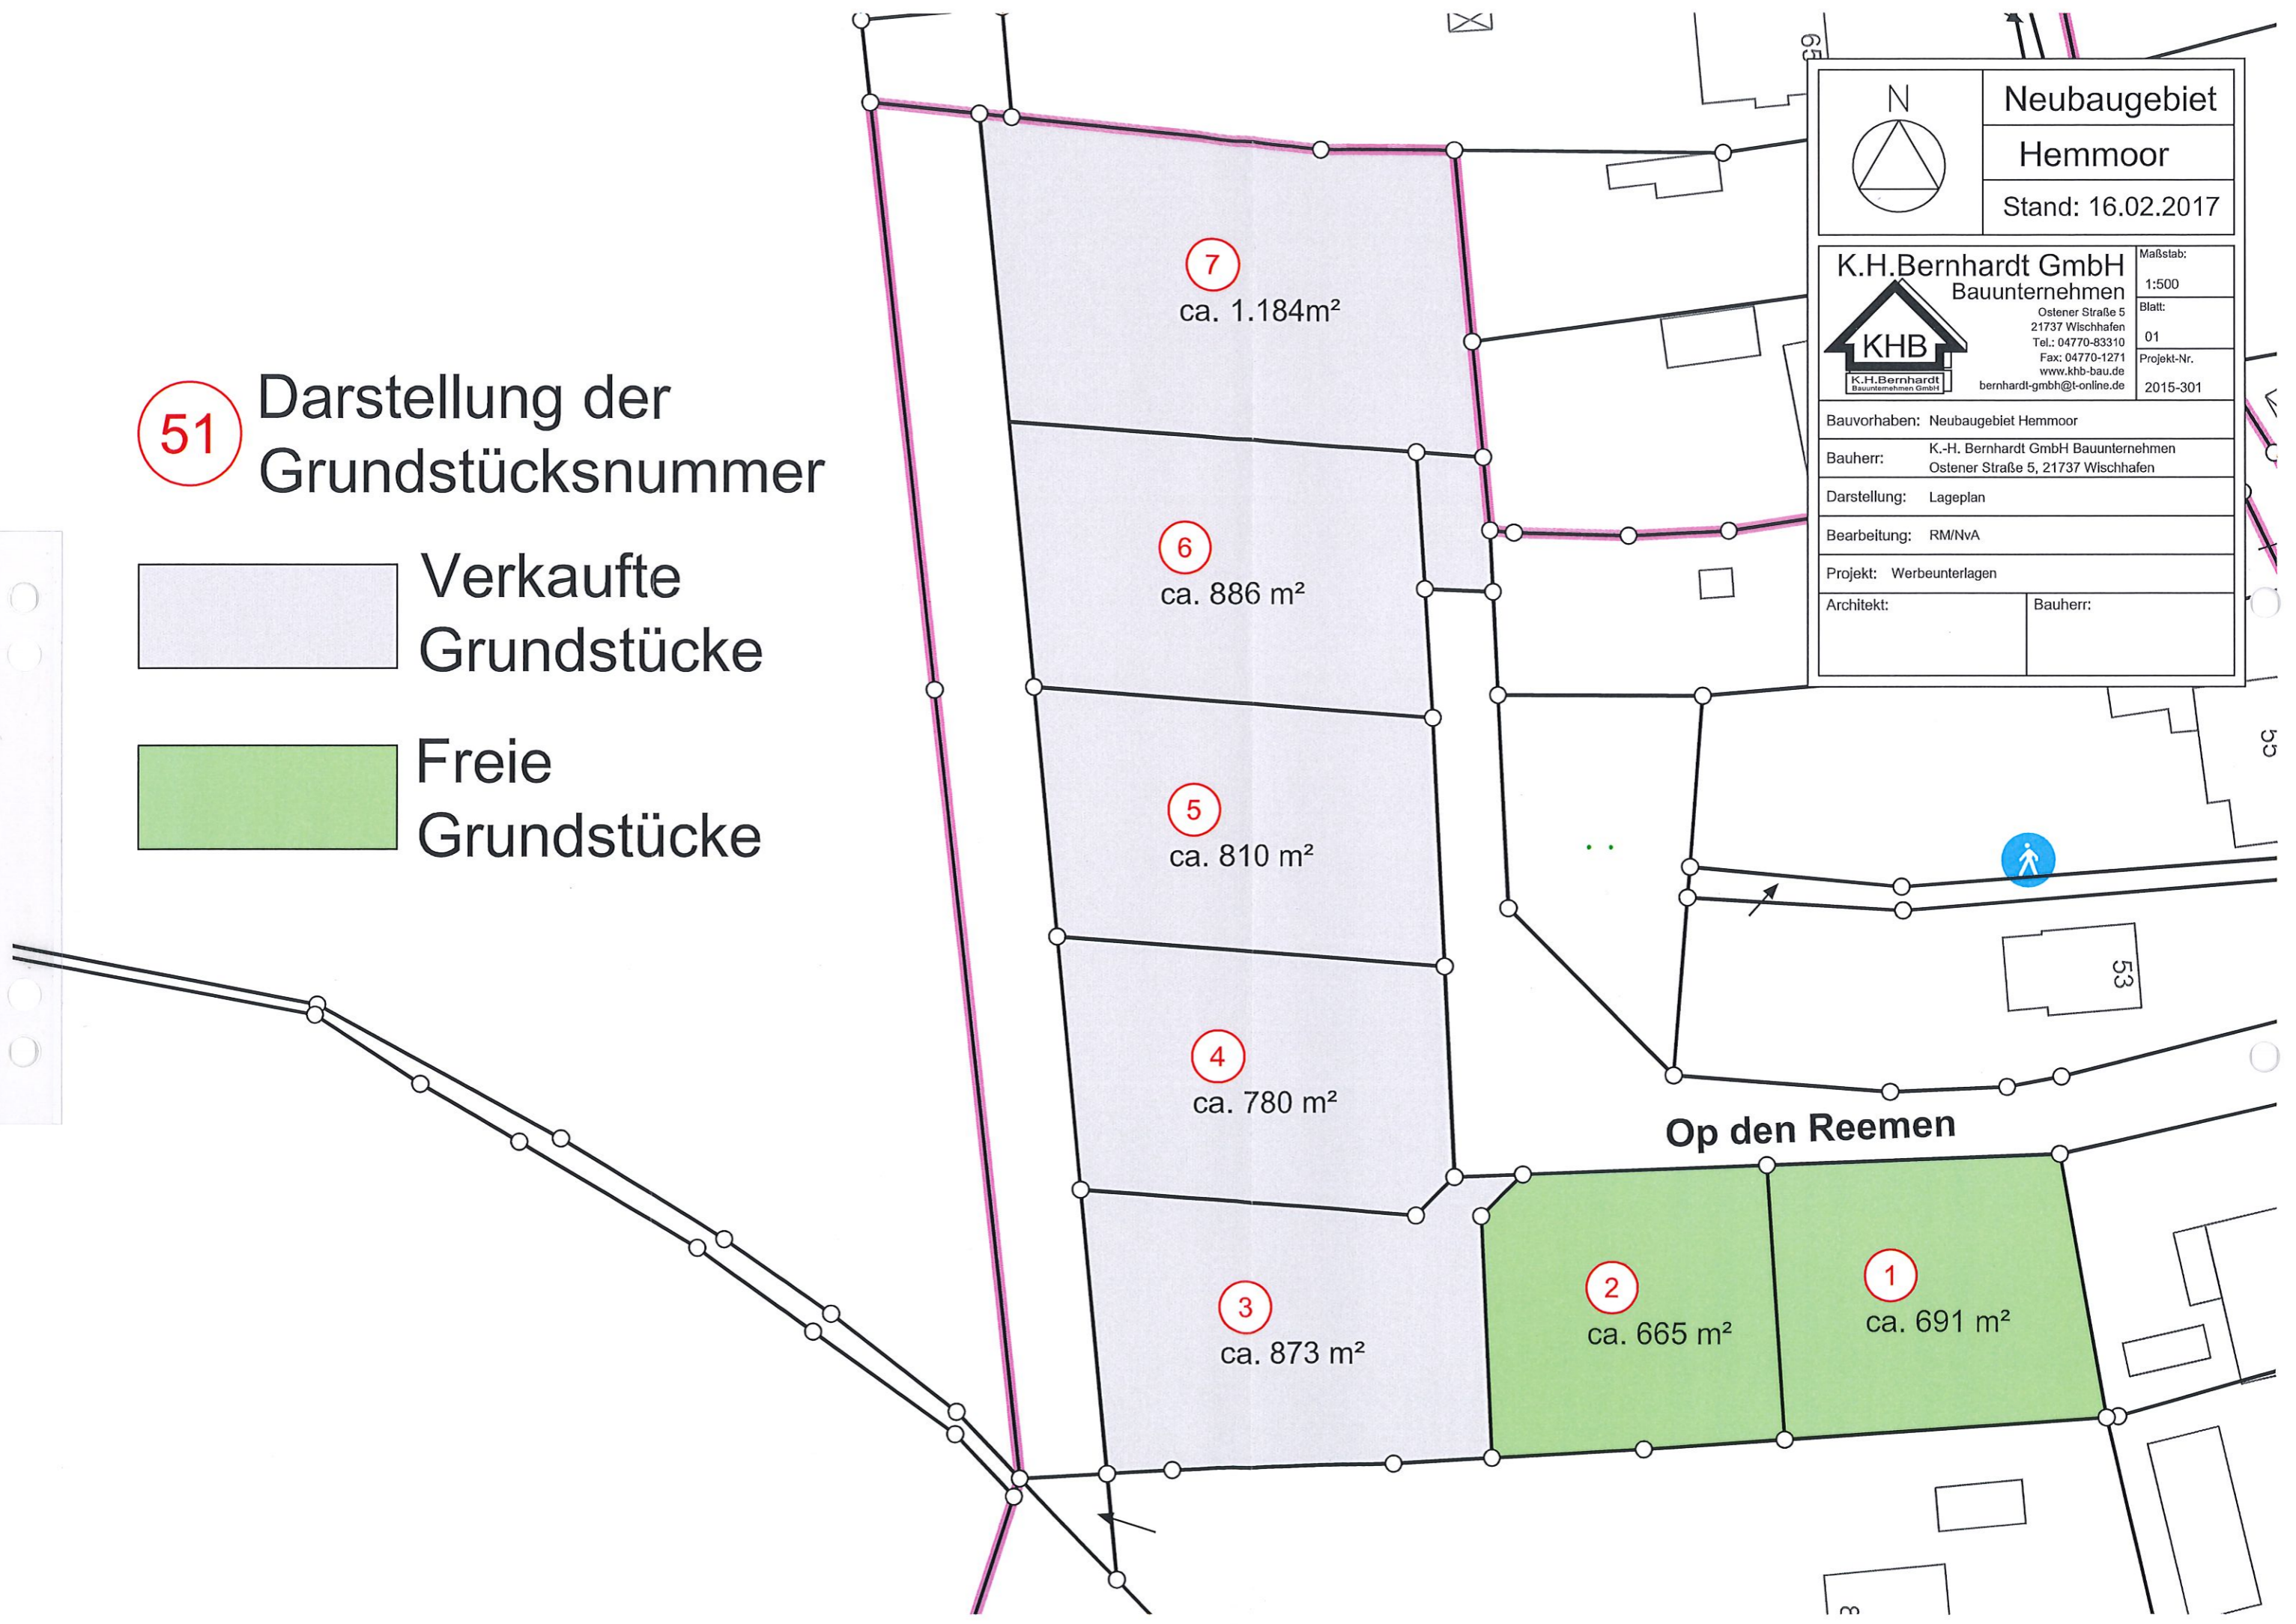 65
N
Neubaugebiet
Hemmoor
Stand: 16.02.2017
K.H.Bernhardt GmbH
Bauunternehmen
Ostener Straße 5
21737 Wischhafen
Tel.: 04770-83310
Fax: 04770-1271
www.khb-bau.de
bernhardt-gmbh@t-online.de
KHB
K.H.Bernhardt
Bauunternehmen GmbH
Maßstab:
1:500
Blatt:
01
Projekt-Nr.
2015-301
Bauvorhaben: Neubaugebiet Hemmoor
Bauherr: K.-H. Bernhardt GmbH Bauunternehmen
Ostener Straße 5, 21737 Wischhafen
Darstellung: Lageplan
Bearbeitung: RM/NvA
Projekt: Werbeunterlagen
Architekt:
Bauherr:
51 Darstellung der
Grundstücksnummer
Verkaufte
Grundstücke
Freie
Grundstücke
7
ca. 1.184m²
6
ca. 886 m²
5
ca. 810 m²
4
ca. 780 m²
3
ca. 873 m²
55
53
Op den Reemen
2
ca. 665 m²
1
ca. 691 m²